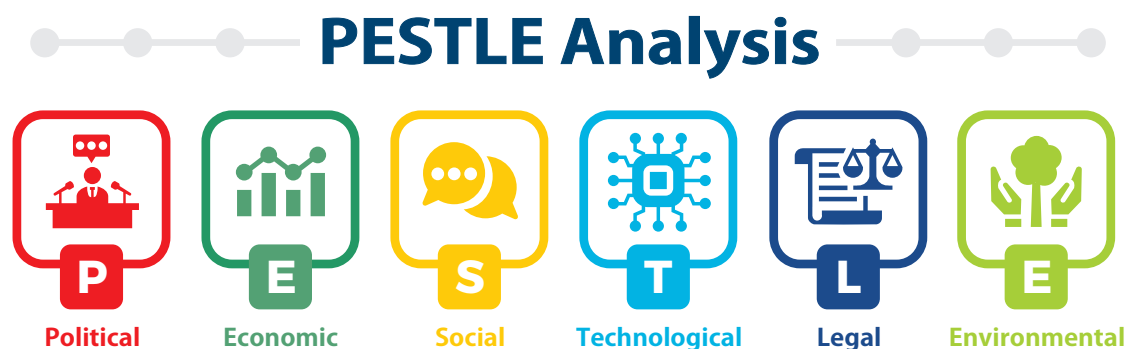 PESTLE Analysis
P E S T L E
Political Economic Social Technological Legal Environmental